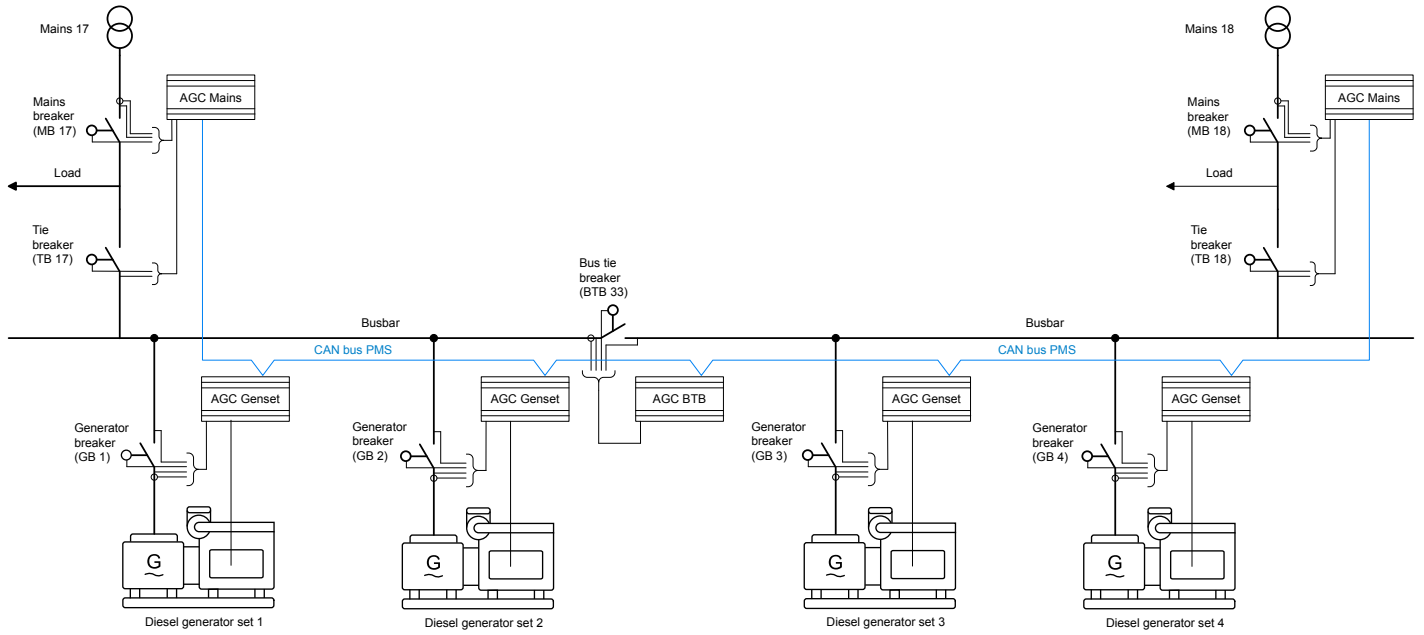 Mains 17
Mains 18
AGC Mains
AGC Mains
Mains
breaker
(MB 17)
Mains
breaker
(MB 18)
Load
Load
Tie
breaker
(TB 17)
Tie
breaker
(TB 18)
Bus tie
breaker
(BTB 33)
Busbar
Busbar
CAN bus PMS
CAN bus PMS
AGC Genset
AGC Genset
AGC BTB
AGC Genset
AGC Genset
Generator
breaker
(GB 1)
Generator
breaker
(GB 2)
Generator
breaker
(GB 3)
Generator
breaker
(GB 4)
G
G
G
G
Diesel generator set 1
Diesel generator set 2
Diesel generator set 3
Diesel generator set 4